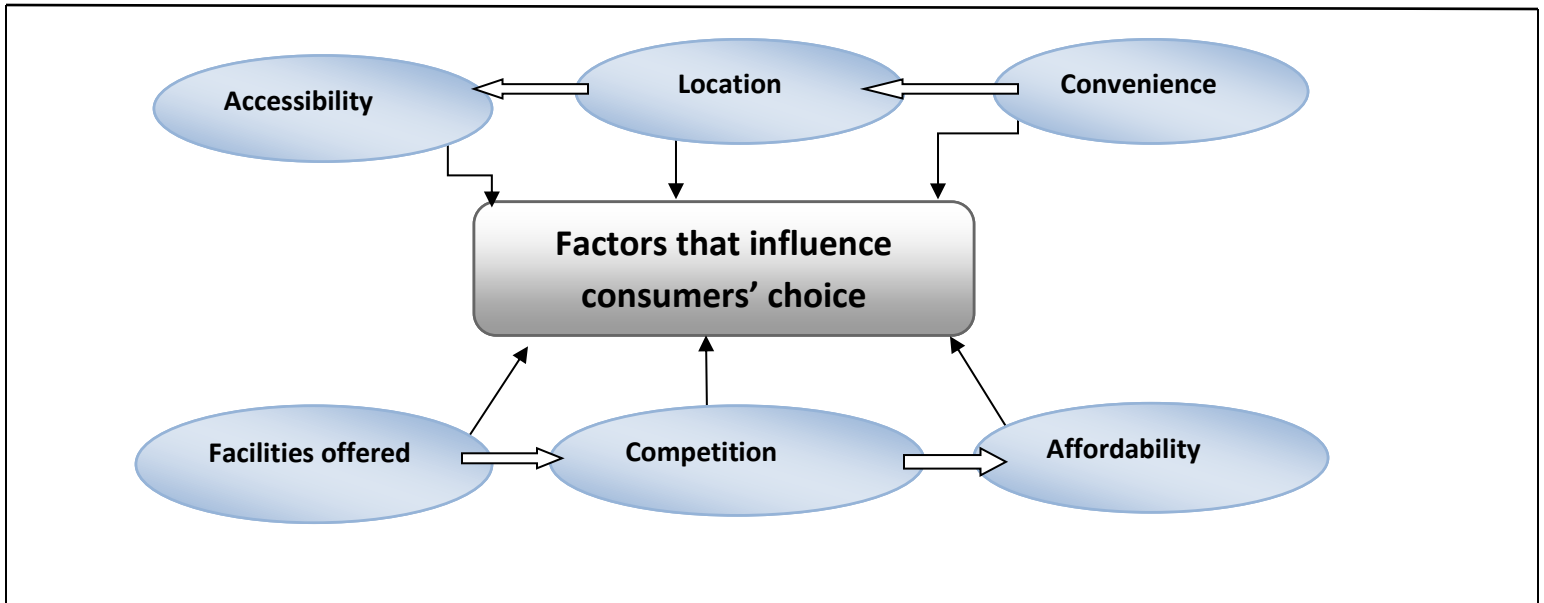 Accessibility
Location
Convenience
Factors that influence
consumers’ choice
Facilities offered
Competition
Affordability